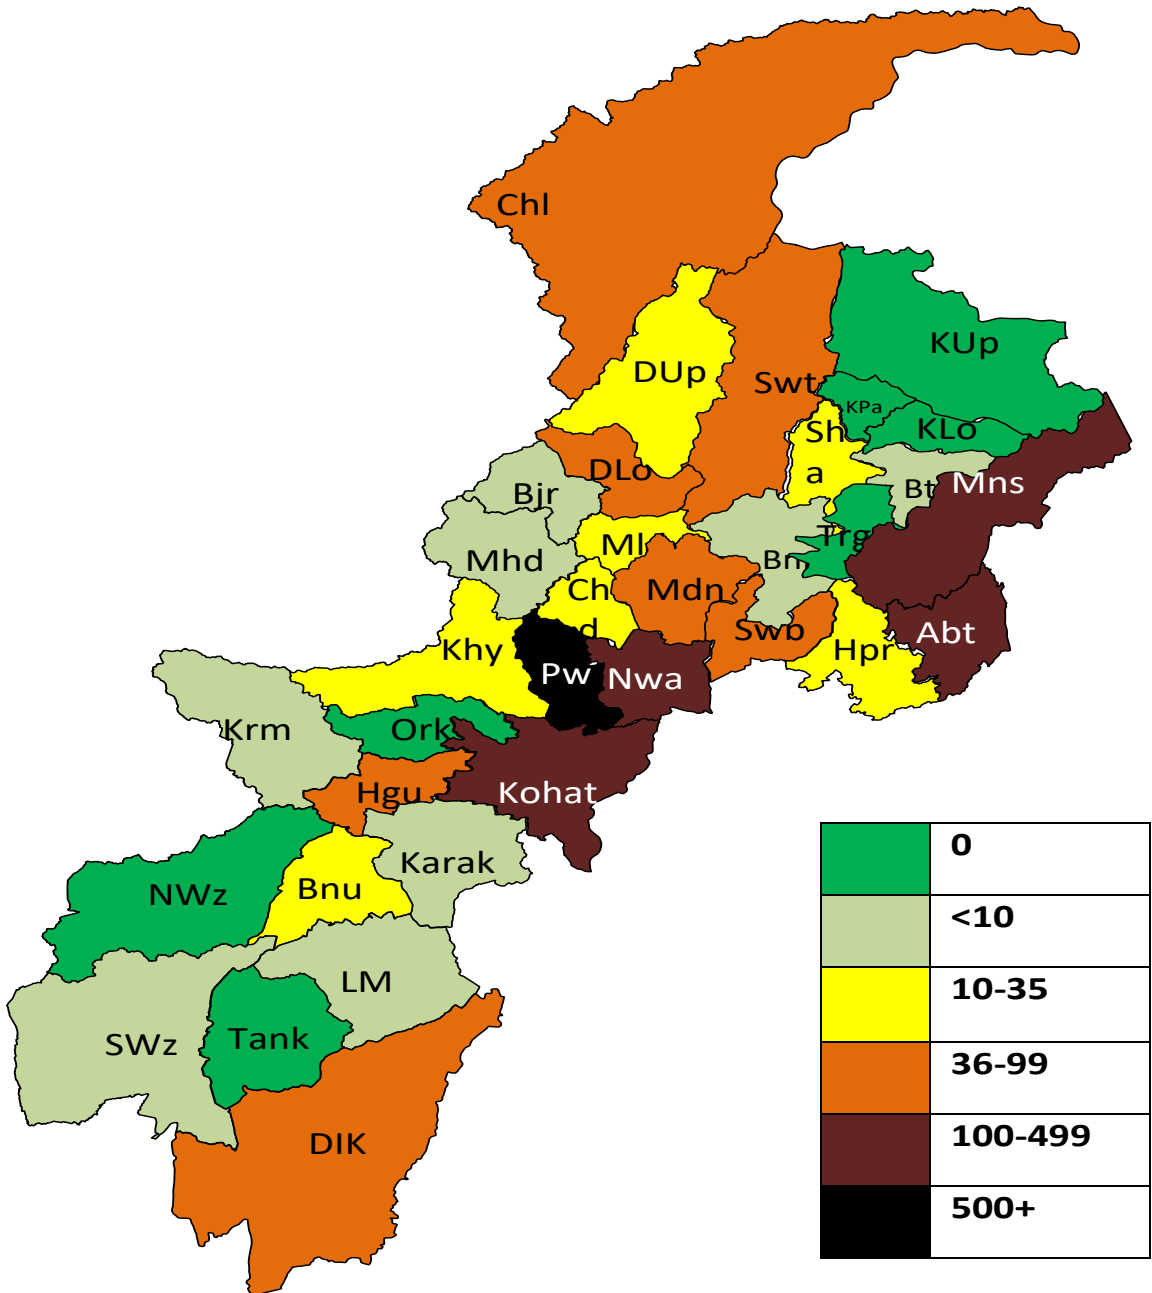 Chl
KUp
DUp
Swt
KPa
KLo
Sh
a
DLo
Bt
Mns
Bjr
Trg
Ml
Bn
Mhd
Ch
d
Mdn
Swb
Abt
Hpr
Khy
Pw
Nwa
Krm
Ork
Hgu
Kohat
Karak
NWz
Bnu
LM
SWz
Tank
DIK
0
<10
10-35
36-99
100-499
500+